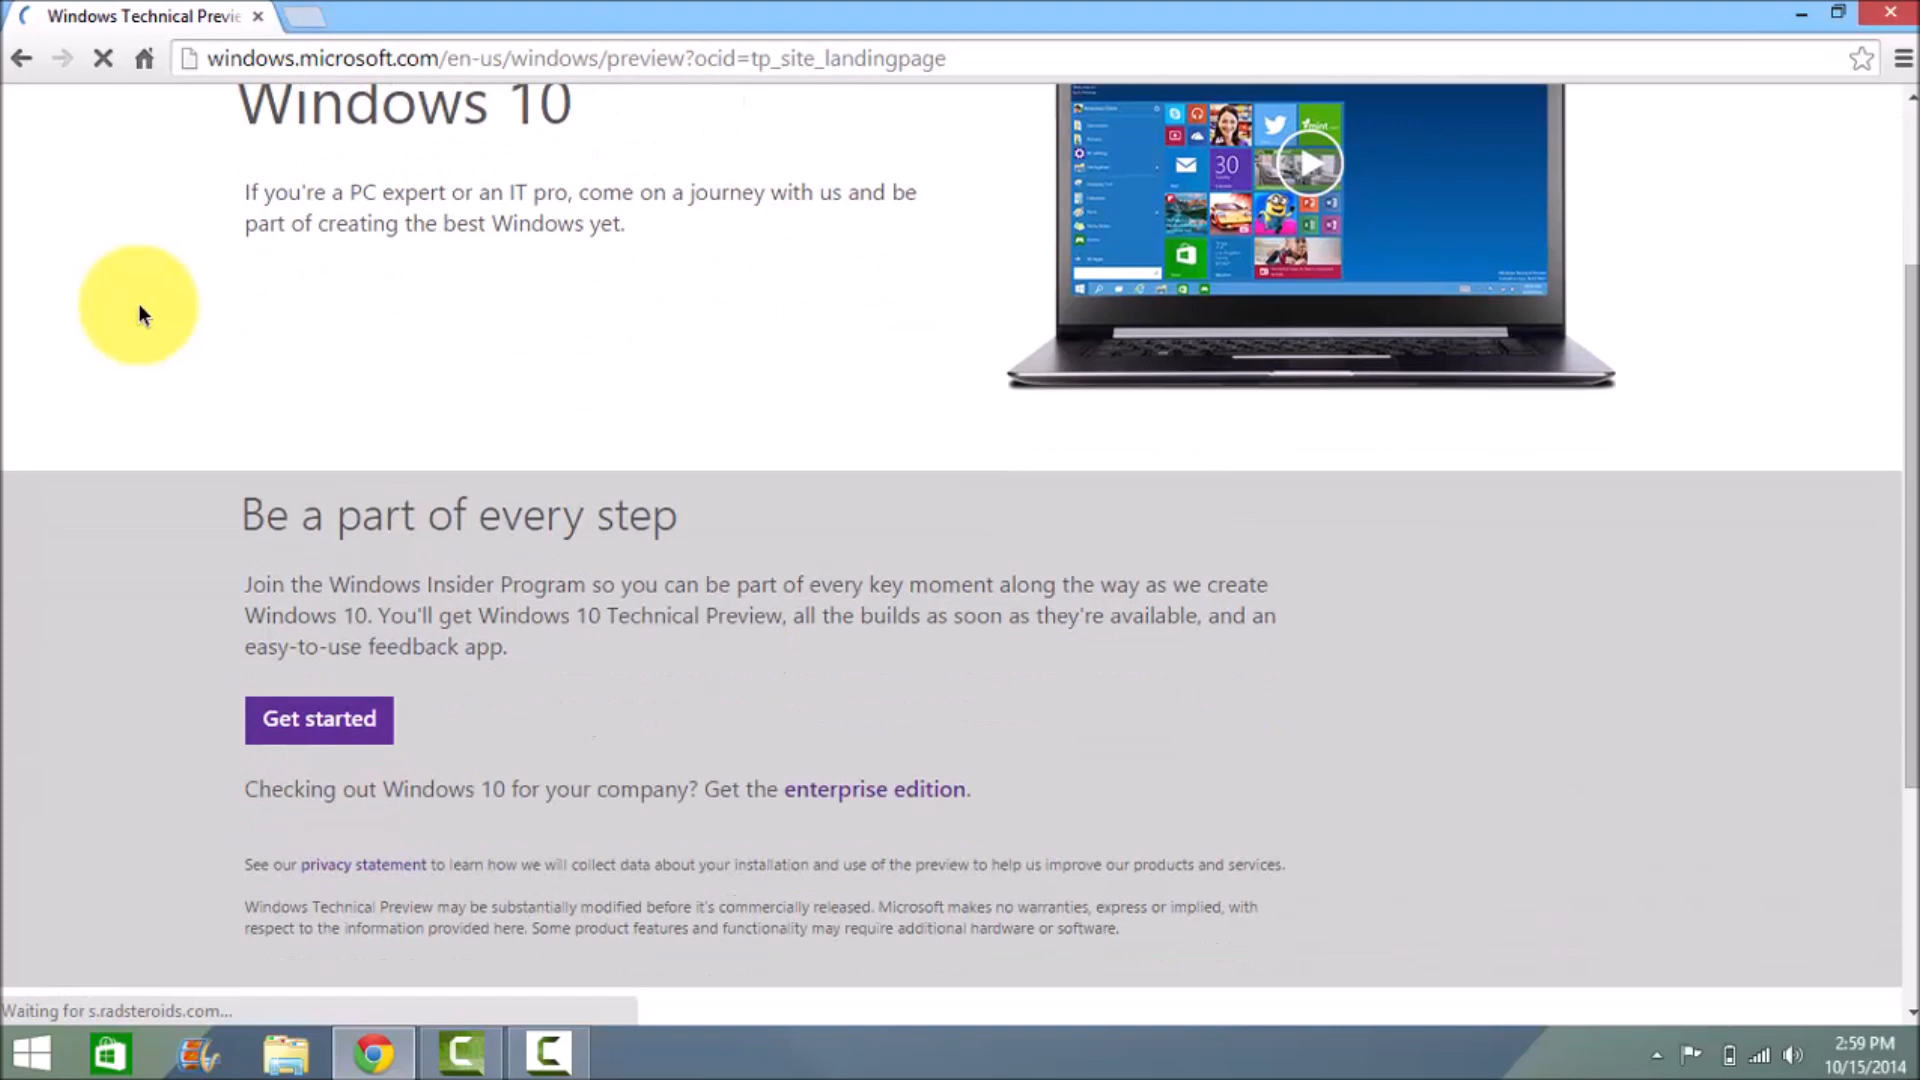 Windows Technical Previe
windows.microsoft.com/en-us/windows/preview?ocid=tp_site_landingpage
Windows 10
If you're a PC expert or an IT pro, come on a journey with us and be
part of creating the best Windows yet.
30
mint
Be a part of every step
Join the Windows Insider Program so you can be part of every key moment along the way as we create
Windows 10. You'll get Windows 10 Technical Preview, all the builds as soon as they're available, and an
easy-to-use feedback app.
Get started
Checking out Windows 10 for your company? Get the enterprise edition.
See our privacy statement to learn how we will collect data about your installation and use of the preview to help us improve our products and services.
Windows Technical Preview may be substantially modified before it's commercially released. Microsoft makes no warranties, express or implied, with
respect to the information provided here. Some product features and functionality may require additional hardware or software.
Waiting for s.radsteroids.com...
2:59 PM
10/15/2014